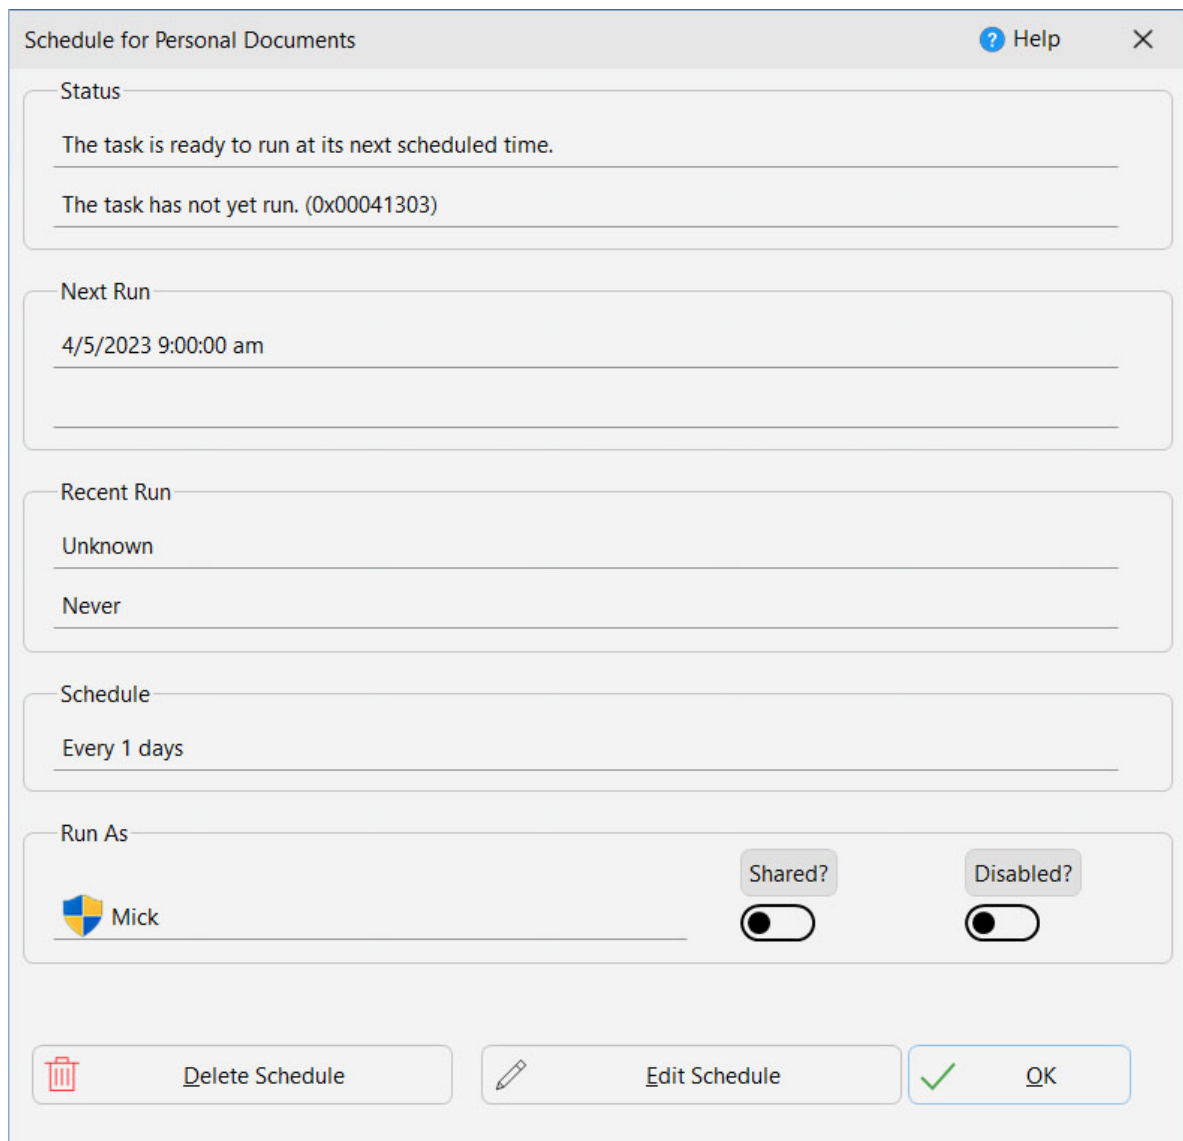 Schedule for Personal Documents
? Help
Status
The task is ready to run at its next scheduled time.
The task has not yet run. (0x00041303)
Next Run
4/5/2023 9:00:00 am
Recent Run
Unknown
Never
Schedule
Every 1 days
Run As
Shared? Disabled?
Mick
Delete Schedule Edit Schedule OK